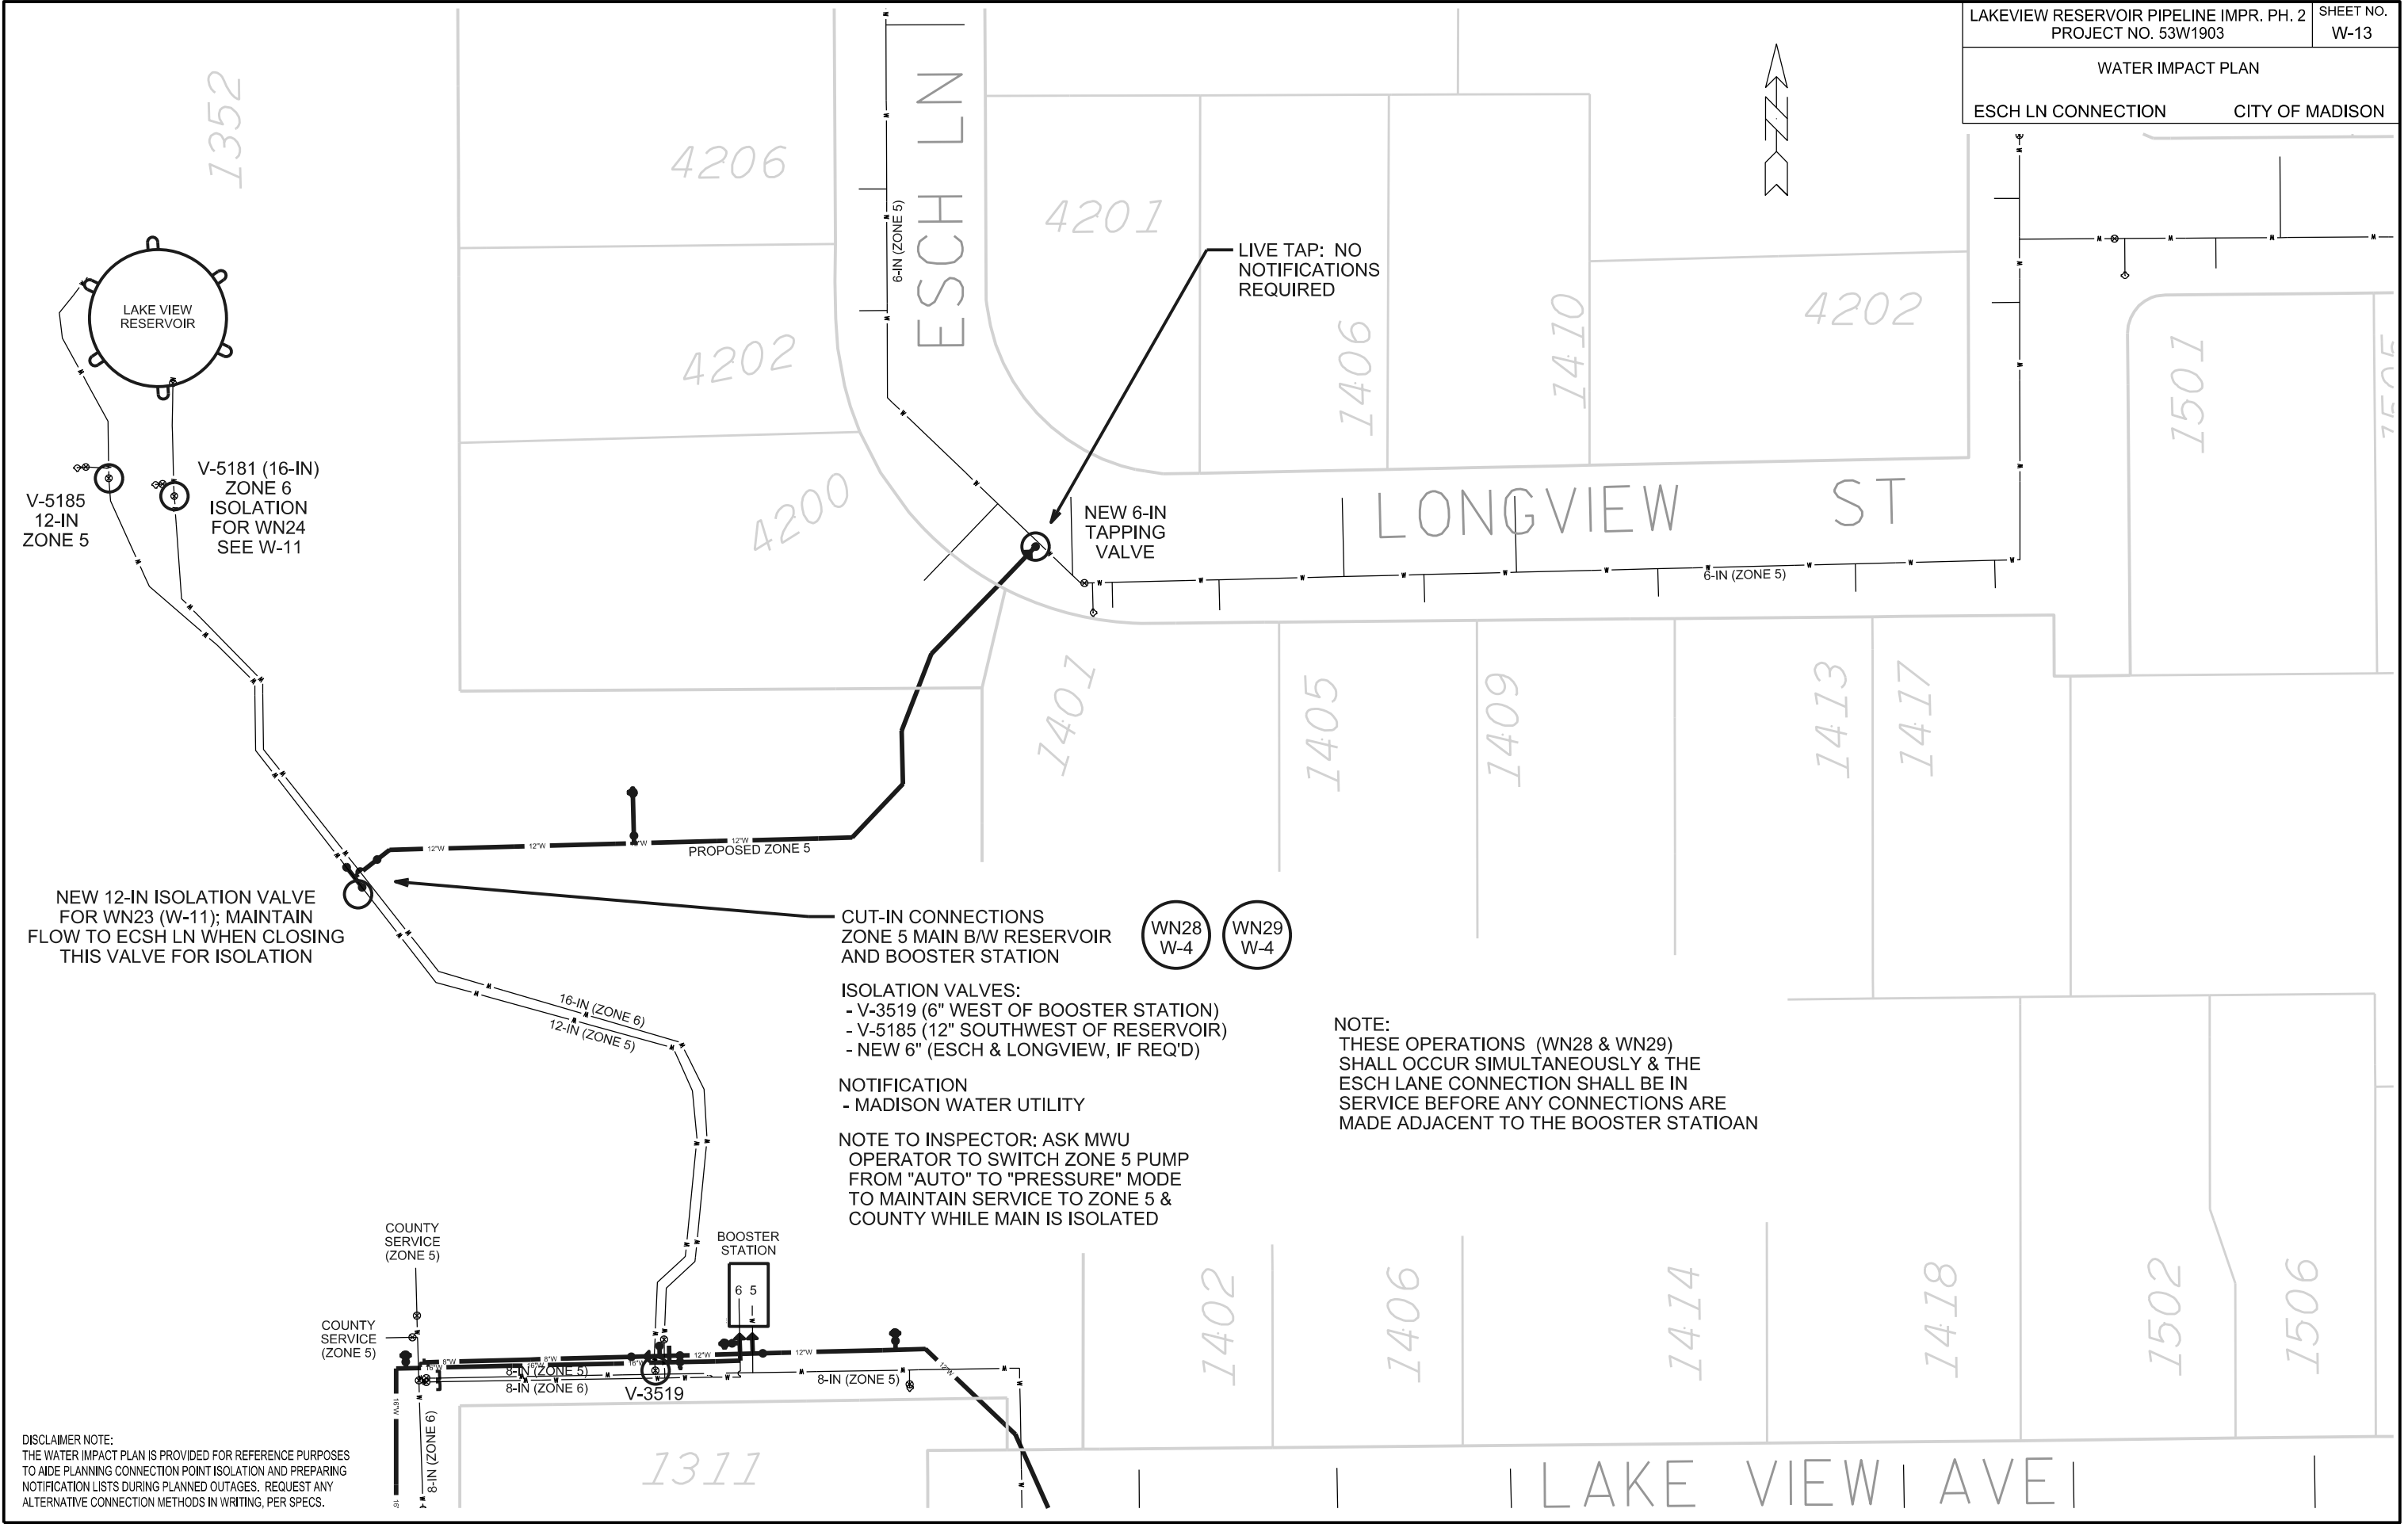 LAKEVIEW RESERVOIR PIPELINE IMPR. PH. 2
PROJECT NO. 53W1903
SHEET NO.
W-13
WATER IMPACT PLAN
ESCH LN CONNECTION CITY OF MADISON
1352
4206
ESCH LN
4201
6-IN (ZONE 5)
LIVE TAP: NO
NOTIFICATIONS
REQUIRED
N
LAKE VIEW
RESERVOIR
4202
1406
1410
4202
1501
1505
V-5185
12-IN
ZONE 5
V-5181 (16-IN)
ZONE 6
ISOLATION
FOR WN24
SEE W-11
4200
NEW 6-IN
TAPPING
VALVE
LONGVIEW ST
6-IN (ZONE 5)
1401
1405
1409
1413
1417
12"W
12"W
"W
12"W
PROPOSED ZONE 5
NEW 12-IN ISOLATION VALVE
FOR WN23 (W-11); MAINTAIN
FLOW TO ECSH LN WHEN CLOSING
THIS VALVE FOR ISOLATION
CUT-IN CONNECTIONS
ZONE 5 MAIN B/W RESERVOIR
AND BOOSTER STATION
WN28
W-4
WN29
W-4
ISOLATION VALVES:
- V-3519 (6" WEST OF BOOSTER STATION)
- V-5185 (12" SOUTHWEST OF RESERVOIR)
- NEW 6" (ESCH & LONGVIEW, IF REQ'D)
NOTIFICATION
- MADISON WATER UTILITY
NOTE TO INSPECTOR: ASK MWU
OPERATOR TO SWITCH ZONE 5 PUMP
FROM "AUTO" TO "PRESSURE" MODE
TO MAINTAIN SERVICE TO ZONE 5 &
COUNTY WHILE MAIN IS ISOLATED
NOTE:
THESE OPERATIONS (WN28 & WN29)
SHALL OCCUR SIMULTANEOUSLY & THE
ESCH LANE CONNECTION SHALL BE IN
SERVICE BEFORE ANY CONNECTIONS ARE
MADE ADJACENT TO THE BOOSTER STATIOAN
16-IN (ZONE 6)
12-IN (ZONE 5)
COUNTY
SERVICE
(ZONE 5)
BOOSTER
STATION
6 5
COUNTY
SERVICE
(ZONE 5)
8"W
8"W
12"W
12"W
16"W
16"W
16"W
12"W
8-IN (ZONE 5)
8-IN (ZONE 6)
8-IN (ZONE 5)
V-3519
16"W
16"
8-IN (ZONE 6)
1402
1406
1414
1418
1502
1506
1311
LAKE VIEW AVE
DISCLAIMER NOTE:
THE WATER IMPACT PLAN IS PROVIDED FOR REFERENCE PURPOSES
TO AIDE PLANNING CONNECTION POINT ISOLATION AND PREPARING
NOTIFICATION LISTS DURING PLANNED OUTAGES. REQUEST ANY
ALTERNATIVE CONNECTION METHODS IN WRITING, PER SPECS.